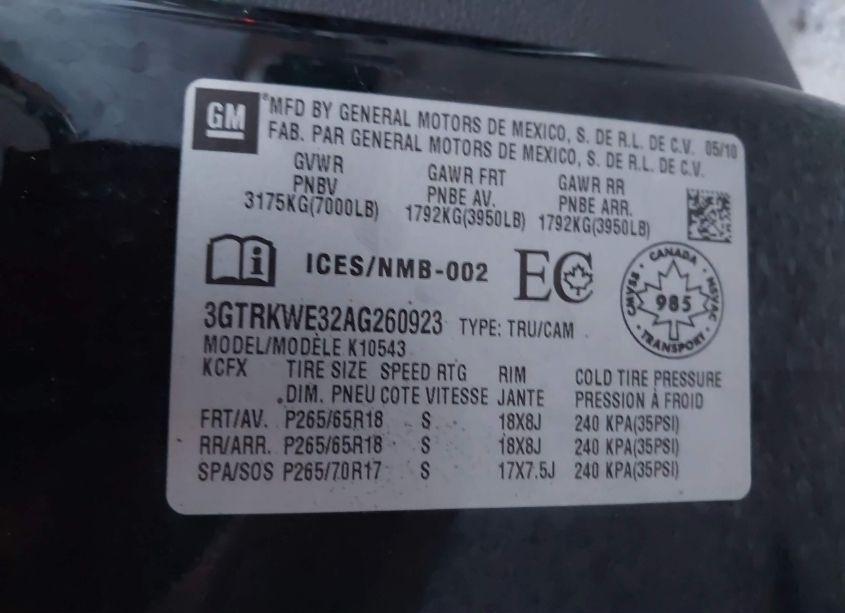 GM
*MFD BY GENERAL MOTORS DE MEXICO, S. DE R.L. DE C.V. 05/10
FAB. PAR GENERAL MOTORS DE MEXICO, S. DE R.L. DE C.V.
GVWR GAWR FRT GAWR RR
PNBV PNBE AV. PNBE ARR.
3175KG(7000LB) 1792KG(3950LB) 1792KG(3950LB)
i ICES/NMB-002 EC
CANADA
CMVSS 985 NSVAC
TRANSPORT
3GTRKWE32AG260923 TYPE: TRU/CAM
MODEL/MODÈLE K10543
KCFX TIRE SIZE SPEED RTG RIM COLD TIRE PRESSURE
DIM. PNEU COTE VITESSE JANTE PRESSION À FROID
FRT/AV. P265/65R18 S 18X8J 240 KPA(35PSI)
RR/ARR. P265/65R18 S 18X8J 240 KPA(35PSI)
SPA/SOS P265/70R17 S 17X7.5J 240 KPA(35PSI)